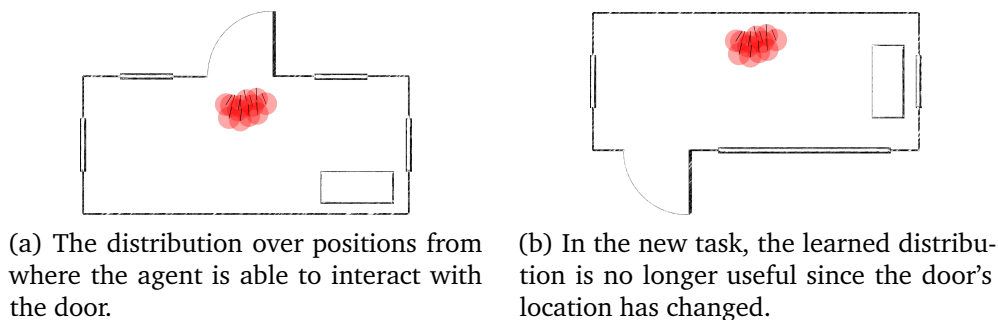 (a) The distribution over positions from
where the agent is able to interact with
the door.
(b) In the new task, the learned distribu-
tion is no longer useful since the door's
location has changed.